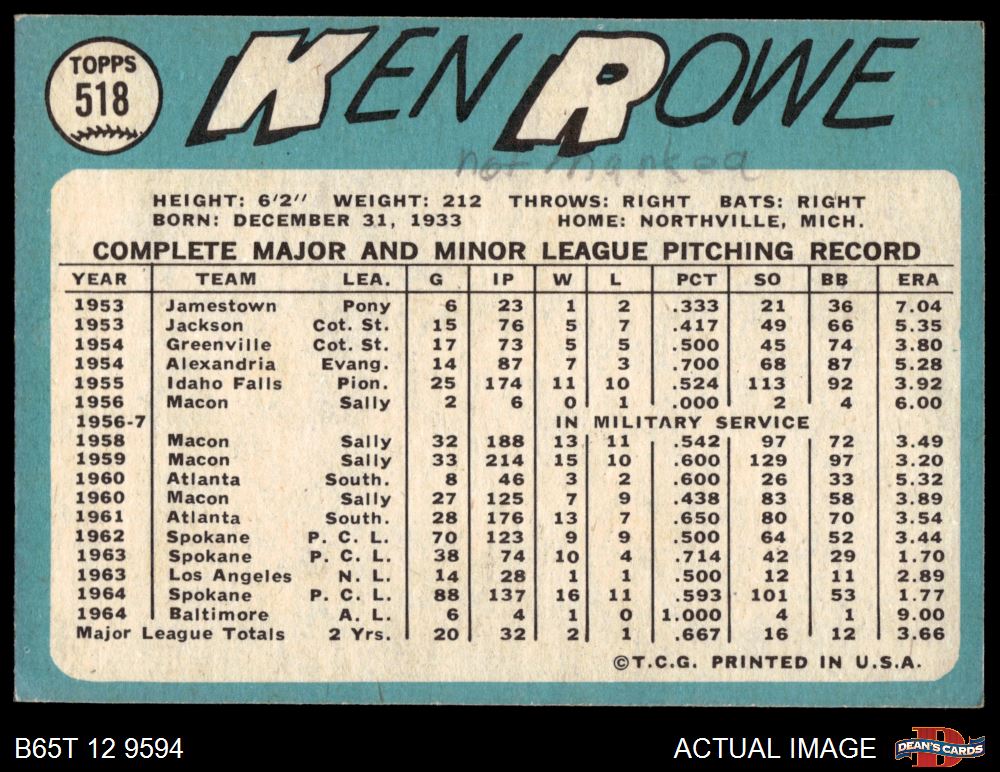 TOPPS
518
KEN ROWE
not marked
HEIGHT: 6'2" WEIGHT: 212 THROWS: RIGHT BATS: RIGHT
BORN: DECEMBER 31, 1933 HOME: NORTHVILLE, MICH.
COMPLETE MAJOR AND MINOR LEAGUE PITCHING RECORD
YEAR TEAM LEA. G IP W L PCT SO BB ERA
1953 Jamestown Pony 6 23 1 2 .333 21 36 7.04
1953 Jackson Cot. St. 15 76 5 7 .417 49 66 5.35
1954 Greenville Cot. St. 17 73 5 5 .500 45 74 3.80
1954 Alexandria Evang. 14 87 7 3 .700 68 87 5.28
1955 Idaho Falls Pion. 25 174 11 10 .524 113 92 3.92
1956 Macon Sally 2 6 0 1 .000 2 4 6.00
1956-7 IN MILITARY SERVICE
1958 Macon Sally 32 188 13 11 .542 97 72 3.49
1959 Macon Sally 33 214 15 10 .600 129 97 3.20
1960 Atlanta South. 8 46 3 2 .600 26 33 5.32
1960 Macon Sally 27 125 7 9 .438 83 58 3.89
1961 Atlanta South. 28 176 13 7 .650 80 70 3.54
1962 Spokane P. C. L. 70 123 9 9 .500 64 52 3.44
1963 Spokane P. C. L. 38 74 10 4 .714 42 29 1.70
1963 Los Angeles N. L. 14 28 1 1 .500 12 11 2.89
1964 Spokane P. C. L. 88 137 16 11 .593 101 53 1.77
1964 Baltimore A. L. 6 4 1 0 1.000 4 1 9.00
Major League Totals 2 Yrs. 20 32 2 1 .667 16 12 3.66
©T.C.G. PRINTED IN U.S.A.
B65T 12 9594
ACTUAL IMAGE
DEAN'S CARDS